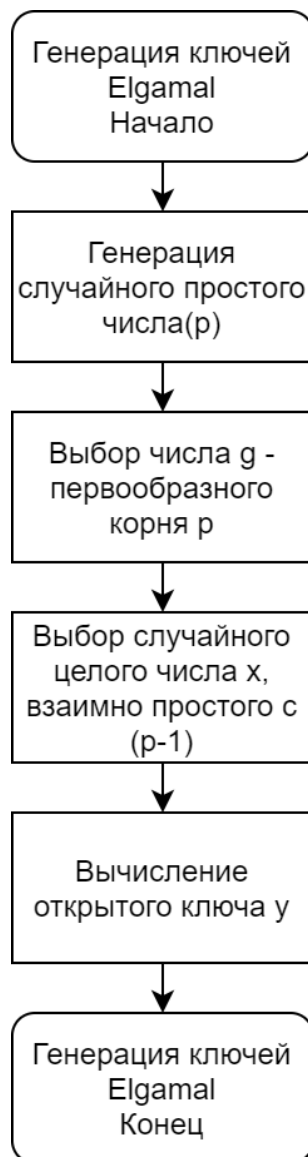 Генерация ключей
Elgamal
Начало
Генерация
случайного простого
числа(p)
Выбор числа g -
первообразного
корня p
Выбор случайного
целого числа x,
взаимно простого с
(p-1)
Вычисление
открытого ключа y
Генерация ключей
Elgamal
Конец